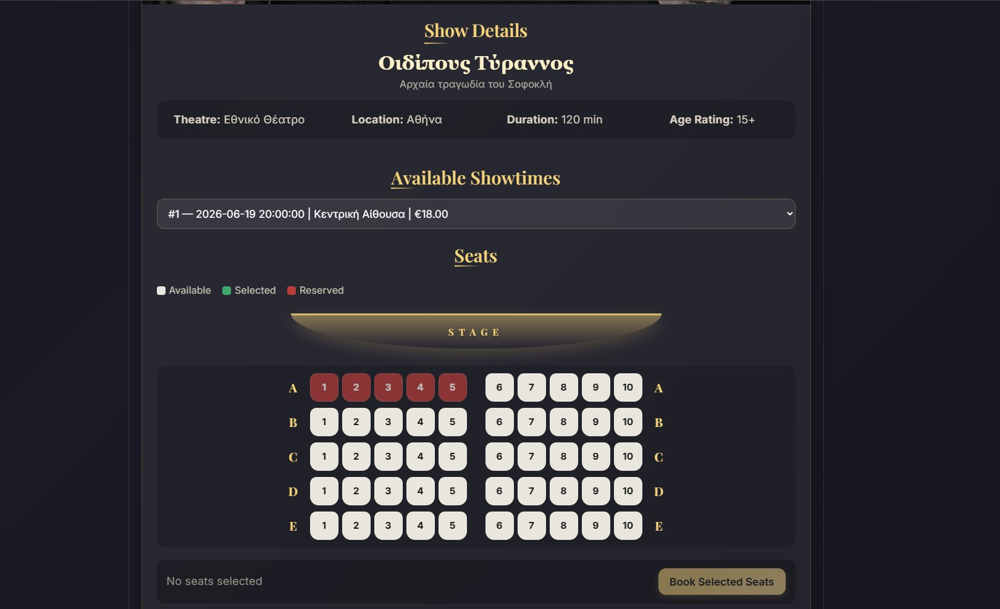 Show Details
Οιδίπους Τύραννος
Αρχαία τραγωδία του Σοφοκλή
Theatre: Εθνικό Θέατρο Location: Αθήνα Duration: 120 min Age Rating: 15+
Available Showtimes
#1 — 2026-06-19 20:00:00 | Κεντρική Αίθουσα | €18.00
Seats
Available Selected Reserved
STAGE
A 1 2 3 4 5 6 7 8 9 10 A
B 1 2 3 4 5 6 7 8 9 10 B
C 1 2 3 4 5 6 7 8 9 10 C
D 1 2 3 4 5 6 7 8 9 10 D
E 1 2 3 4 5 6 7 8 9 10 E
No seats selected Book Selected Seats